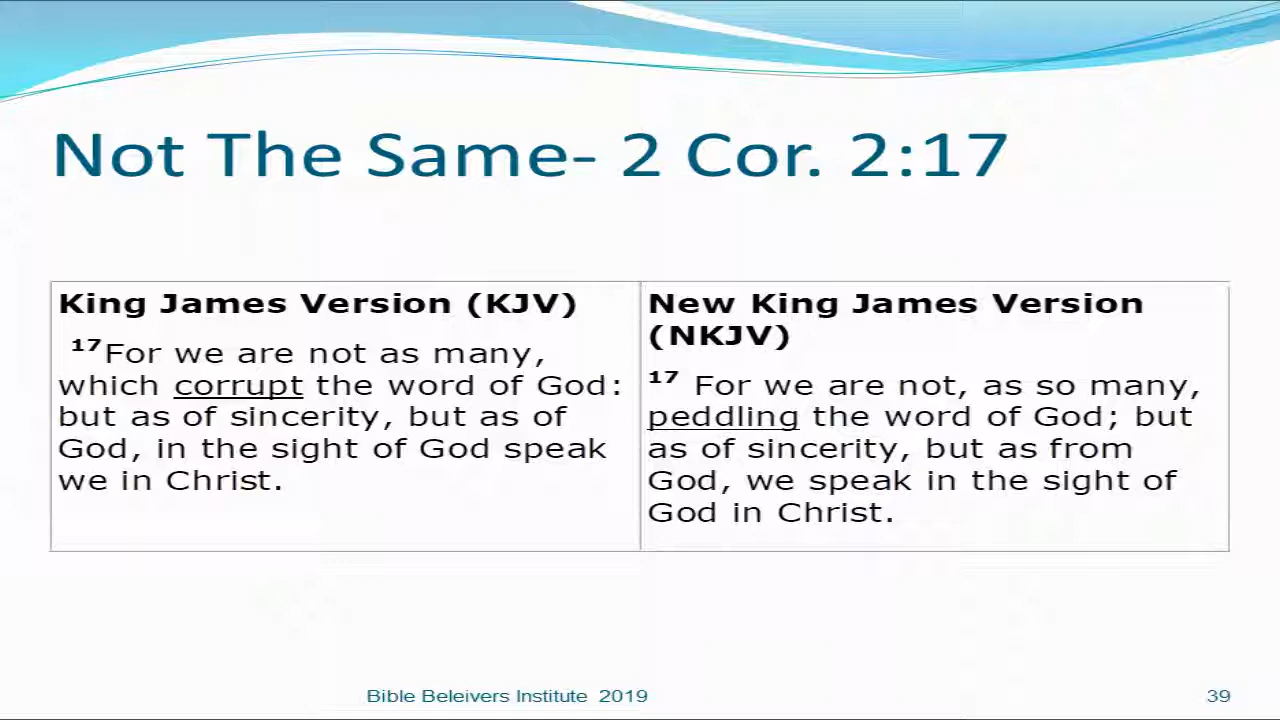 Not The Same- 2 Cor. 2:17
King James Version (KJV)
17For we are not as many,
which corrupt the word of God:
but as of sincerity, but as of
God, in the sight of God speak
we in Christ.
New King James Version
(NKJV)
17 For we are not, as so many,
peddling the word of God; but
as of sincerity, but as from
God, we speak in the sight of
God in Christ.
Bible Beleivers Institute 2019
39